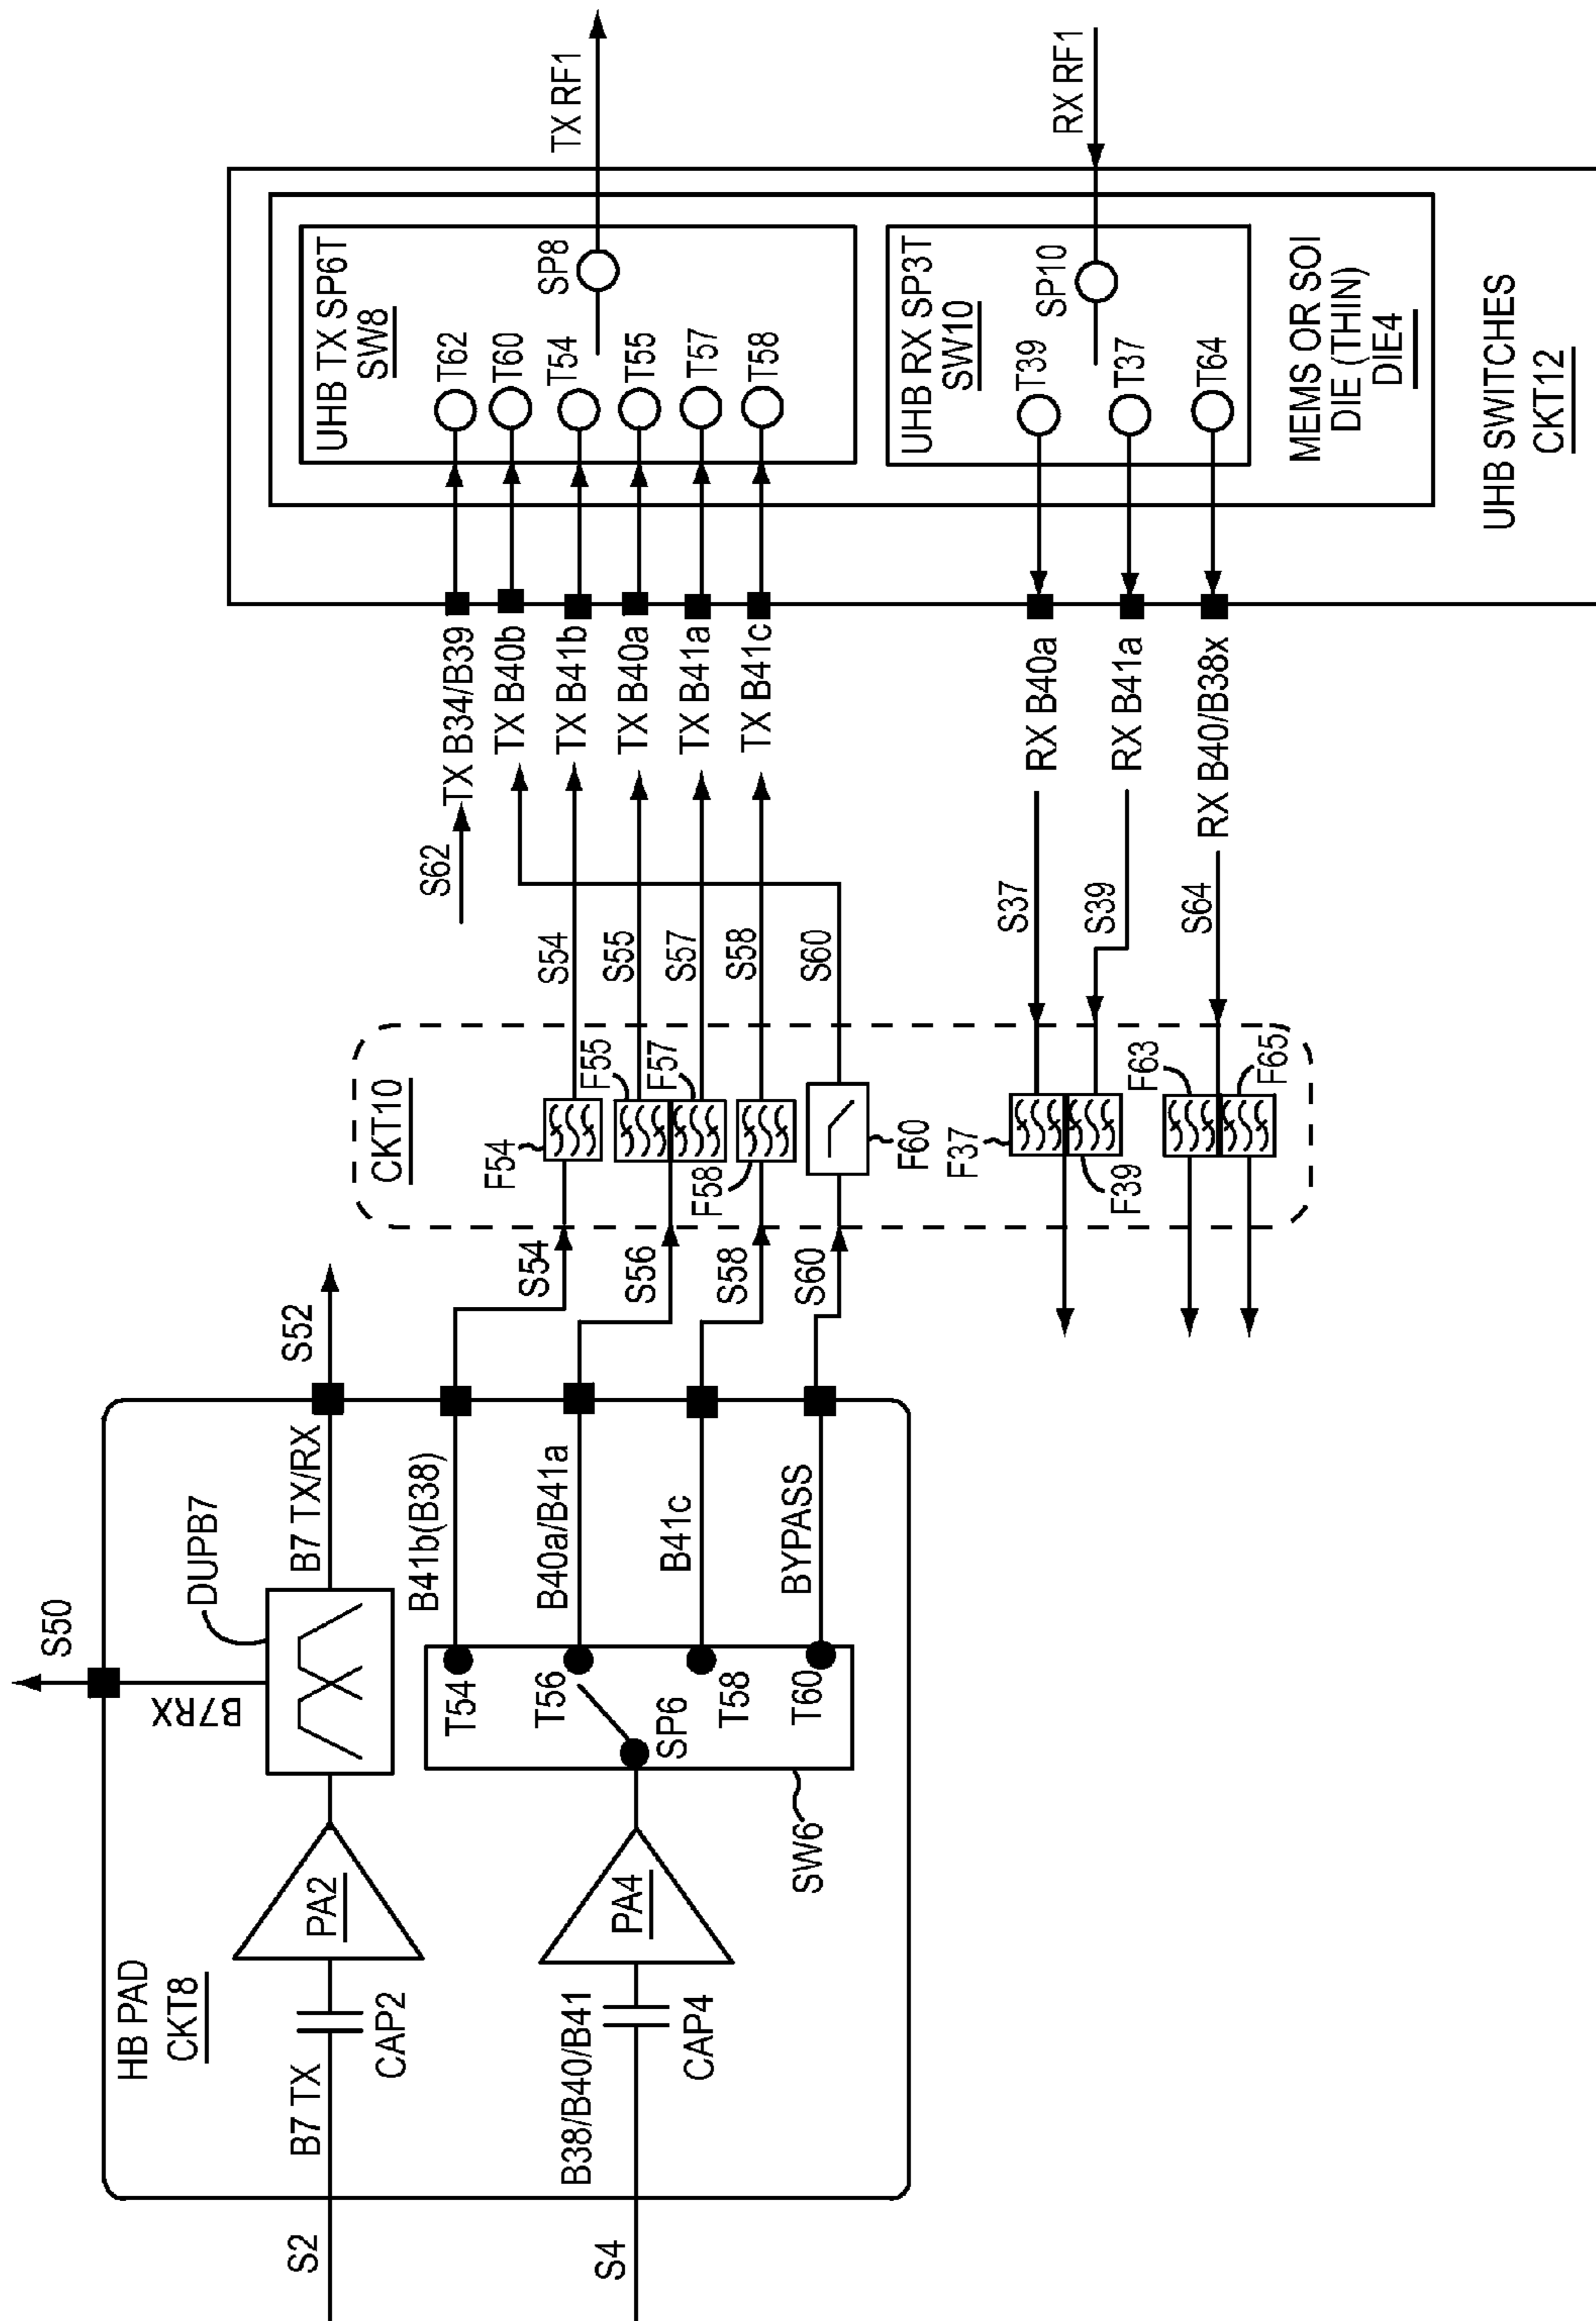 S50
B7RX
HB PAD
CKT8
S2
B7 TX
CAP2
PA2
DUPB7
B7 TX/RX
S52
S4
B38/B40/B41
CAP4
PA4
SW6
SP6
T54
T56
T58
T60
B41b(B38)
B40a/B41a
B41c
BYPASS
S54
S56
S58
S60
CKT10
F54
F55
F57
F58
F60
F37
F39
F63
F65
S54
S55
S57
S58
S60
S37
S39
S64
S62
TX B34/B39
TX B40b
TX B41b
TX B40a
TX B41a
TX B41c
RX B40a
RX B41a
RX B40/B38x
UHB TX SP6T
SW8
T62
T60
T54
T55
T57
T58
SP8
TX RF1
UHB RX SP3T
SW10
T39
T37
T64
SP10
RX RF1
MEMS OR SOI
DIE (THIN)
DIE4
UHB SWITCHES
CKT12